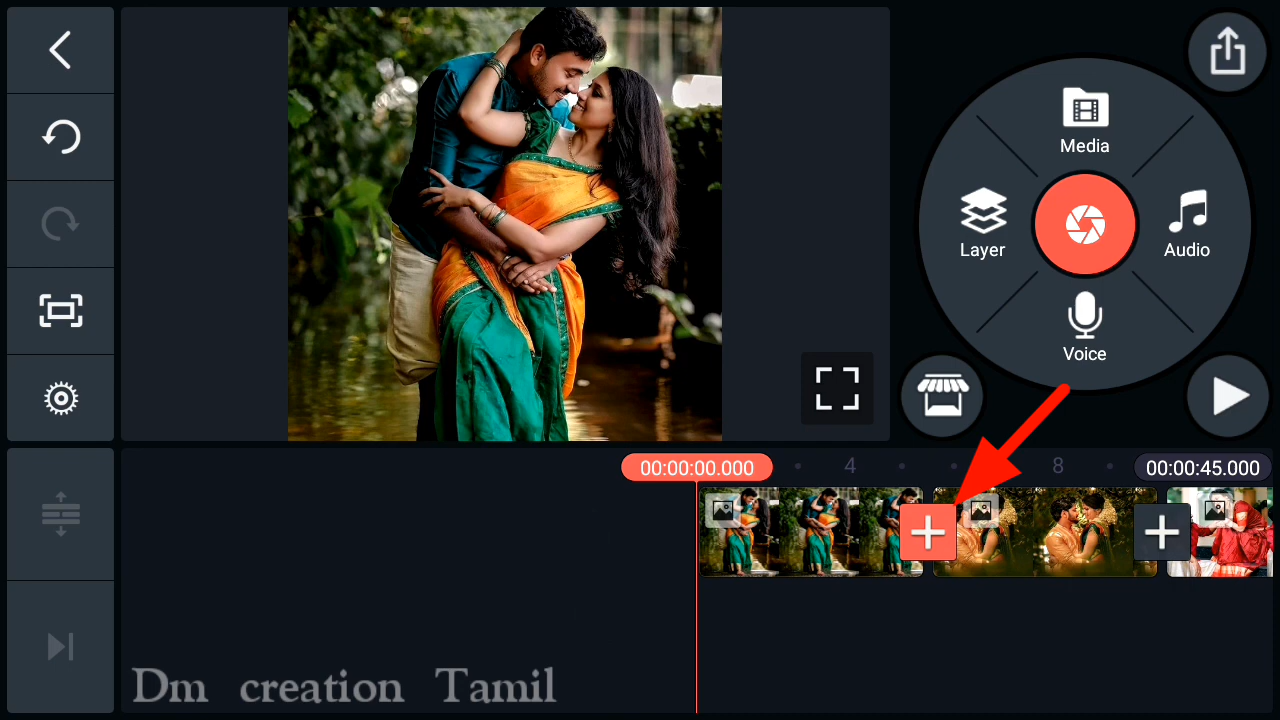 Media
Layer
Audio
Voice
00:00:00.000
4
8
00:00:45.000
Dm creation Tamil